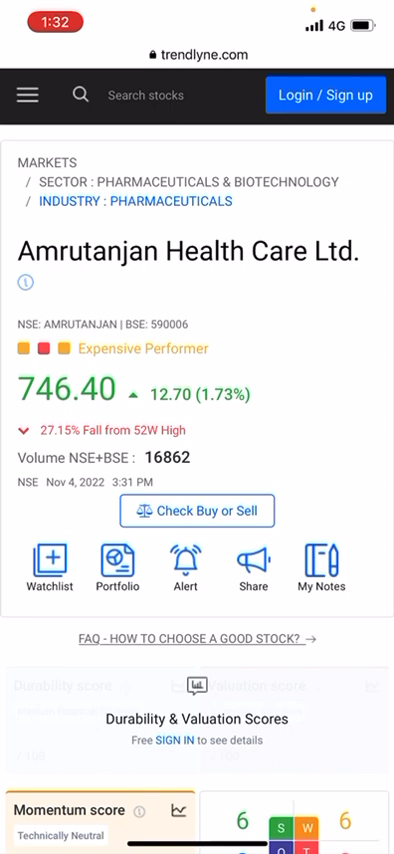 1:32
4G
trendlyne.com
Search stocks
Login / Sign up
MARKETS
/ SECTOR : PHARMACEUTICALS & BIOTECHNOLOGY
/ INDUSTRY : PHARMACEUTICALS
Amrutanjan Health Care Ltd.
NSE: AMRUTANJAN | BSE: 590006
Expensive Performer
746.40 12.70 (1.73%)
27.15% Fall from 52W High
Volume NSE+BSE : 16862
NSE Nov 4, 2022 3:31 PM
Check Buy or Sell
Watchlist Portfolio Alert Share My Notes
FAQ - HOW TO CHOOSE A GOOD STOCK? →
Durability score Valuation score
Durability & Valuation Scores
Free SIGN IN to see details
/ 100
Momentum score
Technically Neutral
6 S W 6
O T